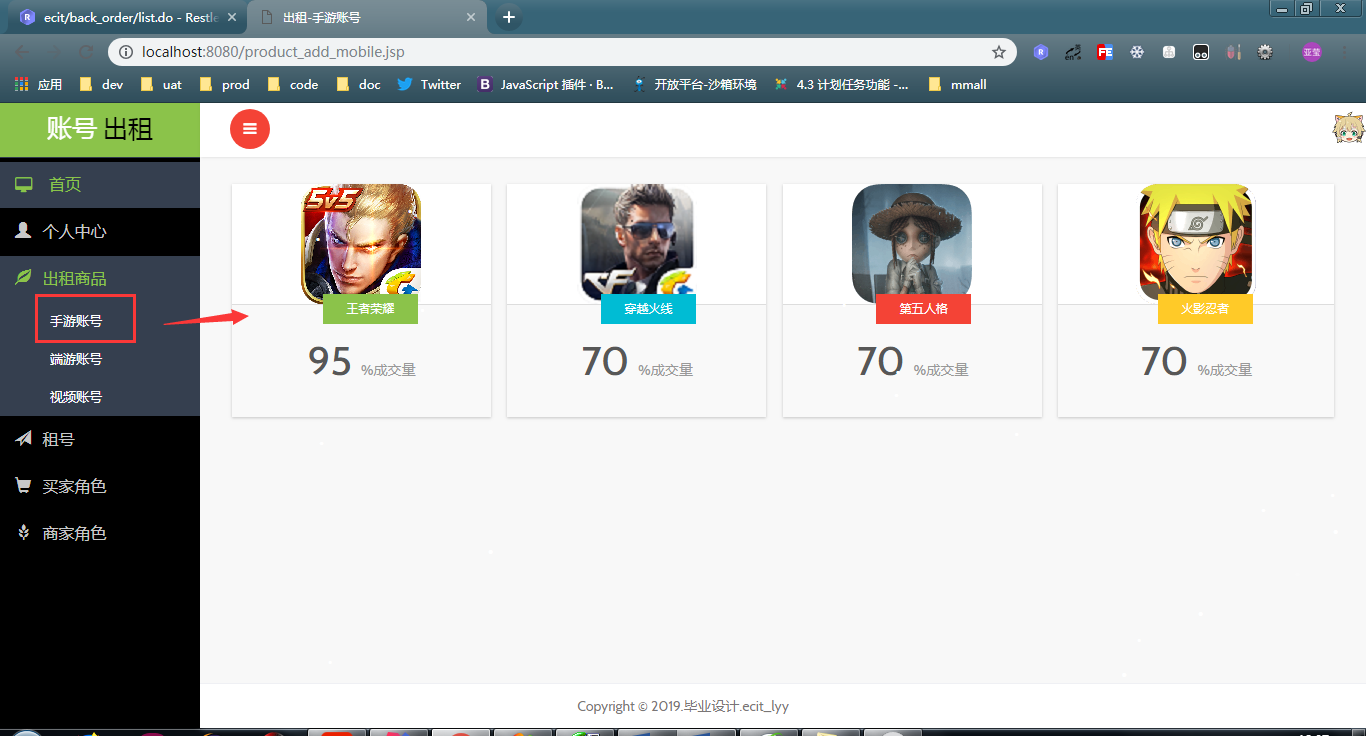 ecit/back_order/list.do - Restle
出租-手游账号
localhost:8080/product_add_mobile.jsp
亚莹
应用 dev uat prod code doc Twitter JavaScript 插件 · B... 开放平台-沙箱环境 4.3 计划任务功能 -... mmall
账号 出租
首页
个人中心
出租商品
手游账号
端游账号
视频账号
租号
买家角色
商家角色
5v5
王者荣耀
95 %成交量
CF
穿越火线
70 %成交量
第五人格
70 %成交量
火影忍者
70 %成交量
Copyright © 2019.毕业设计.ecit_lyy